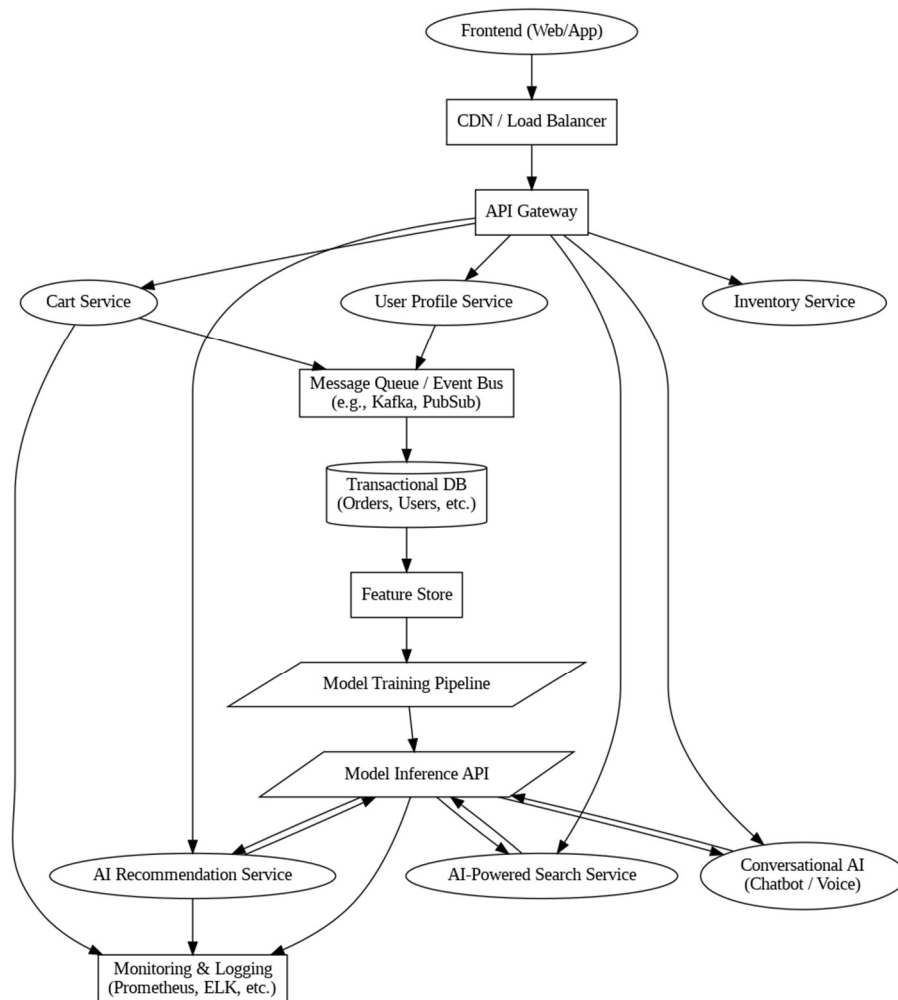 Frontend (Web/App)
CDN / Load Balancer
API Gateway
Cart Service
User Profile Service
Inventory Service
Message Queue / Event Bus
(e.g., Kafka, PubSub)
Transactional DB
(Orders, Users, etc.)
Feature Store
Model Training Pipeline
Model Inference API
AI Recommendation Service
AI-Powered Search Service
Conversational AI
(Chatbot / Voice)
Monitoring & Logging
(Prometheus, ELK, etc.)